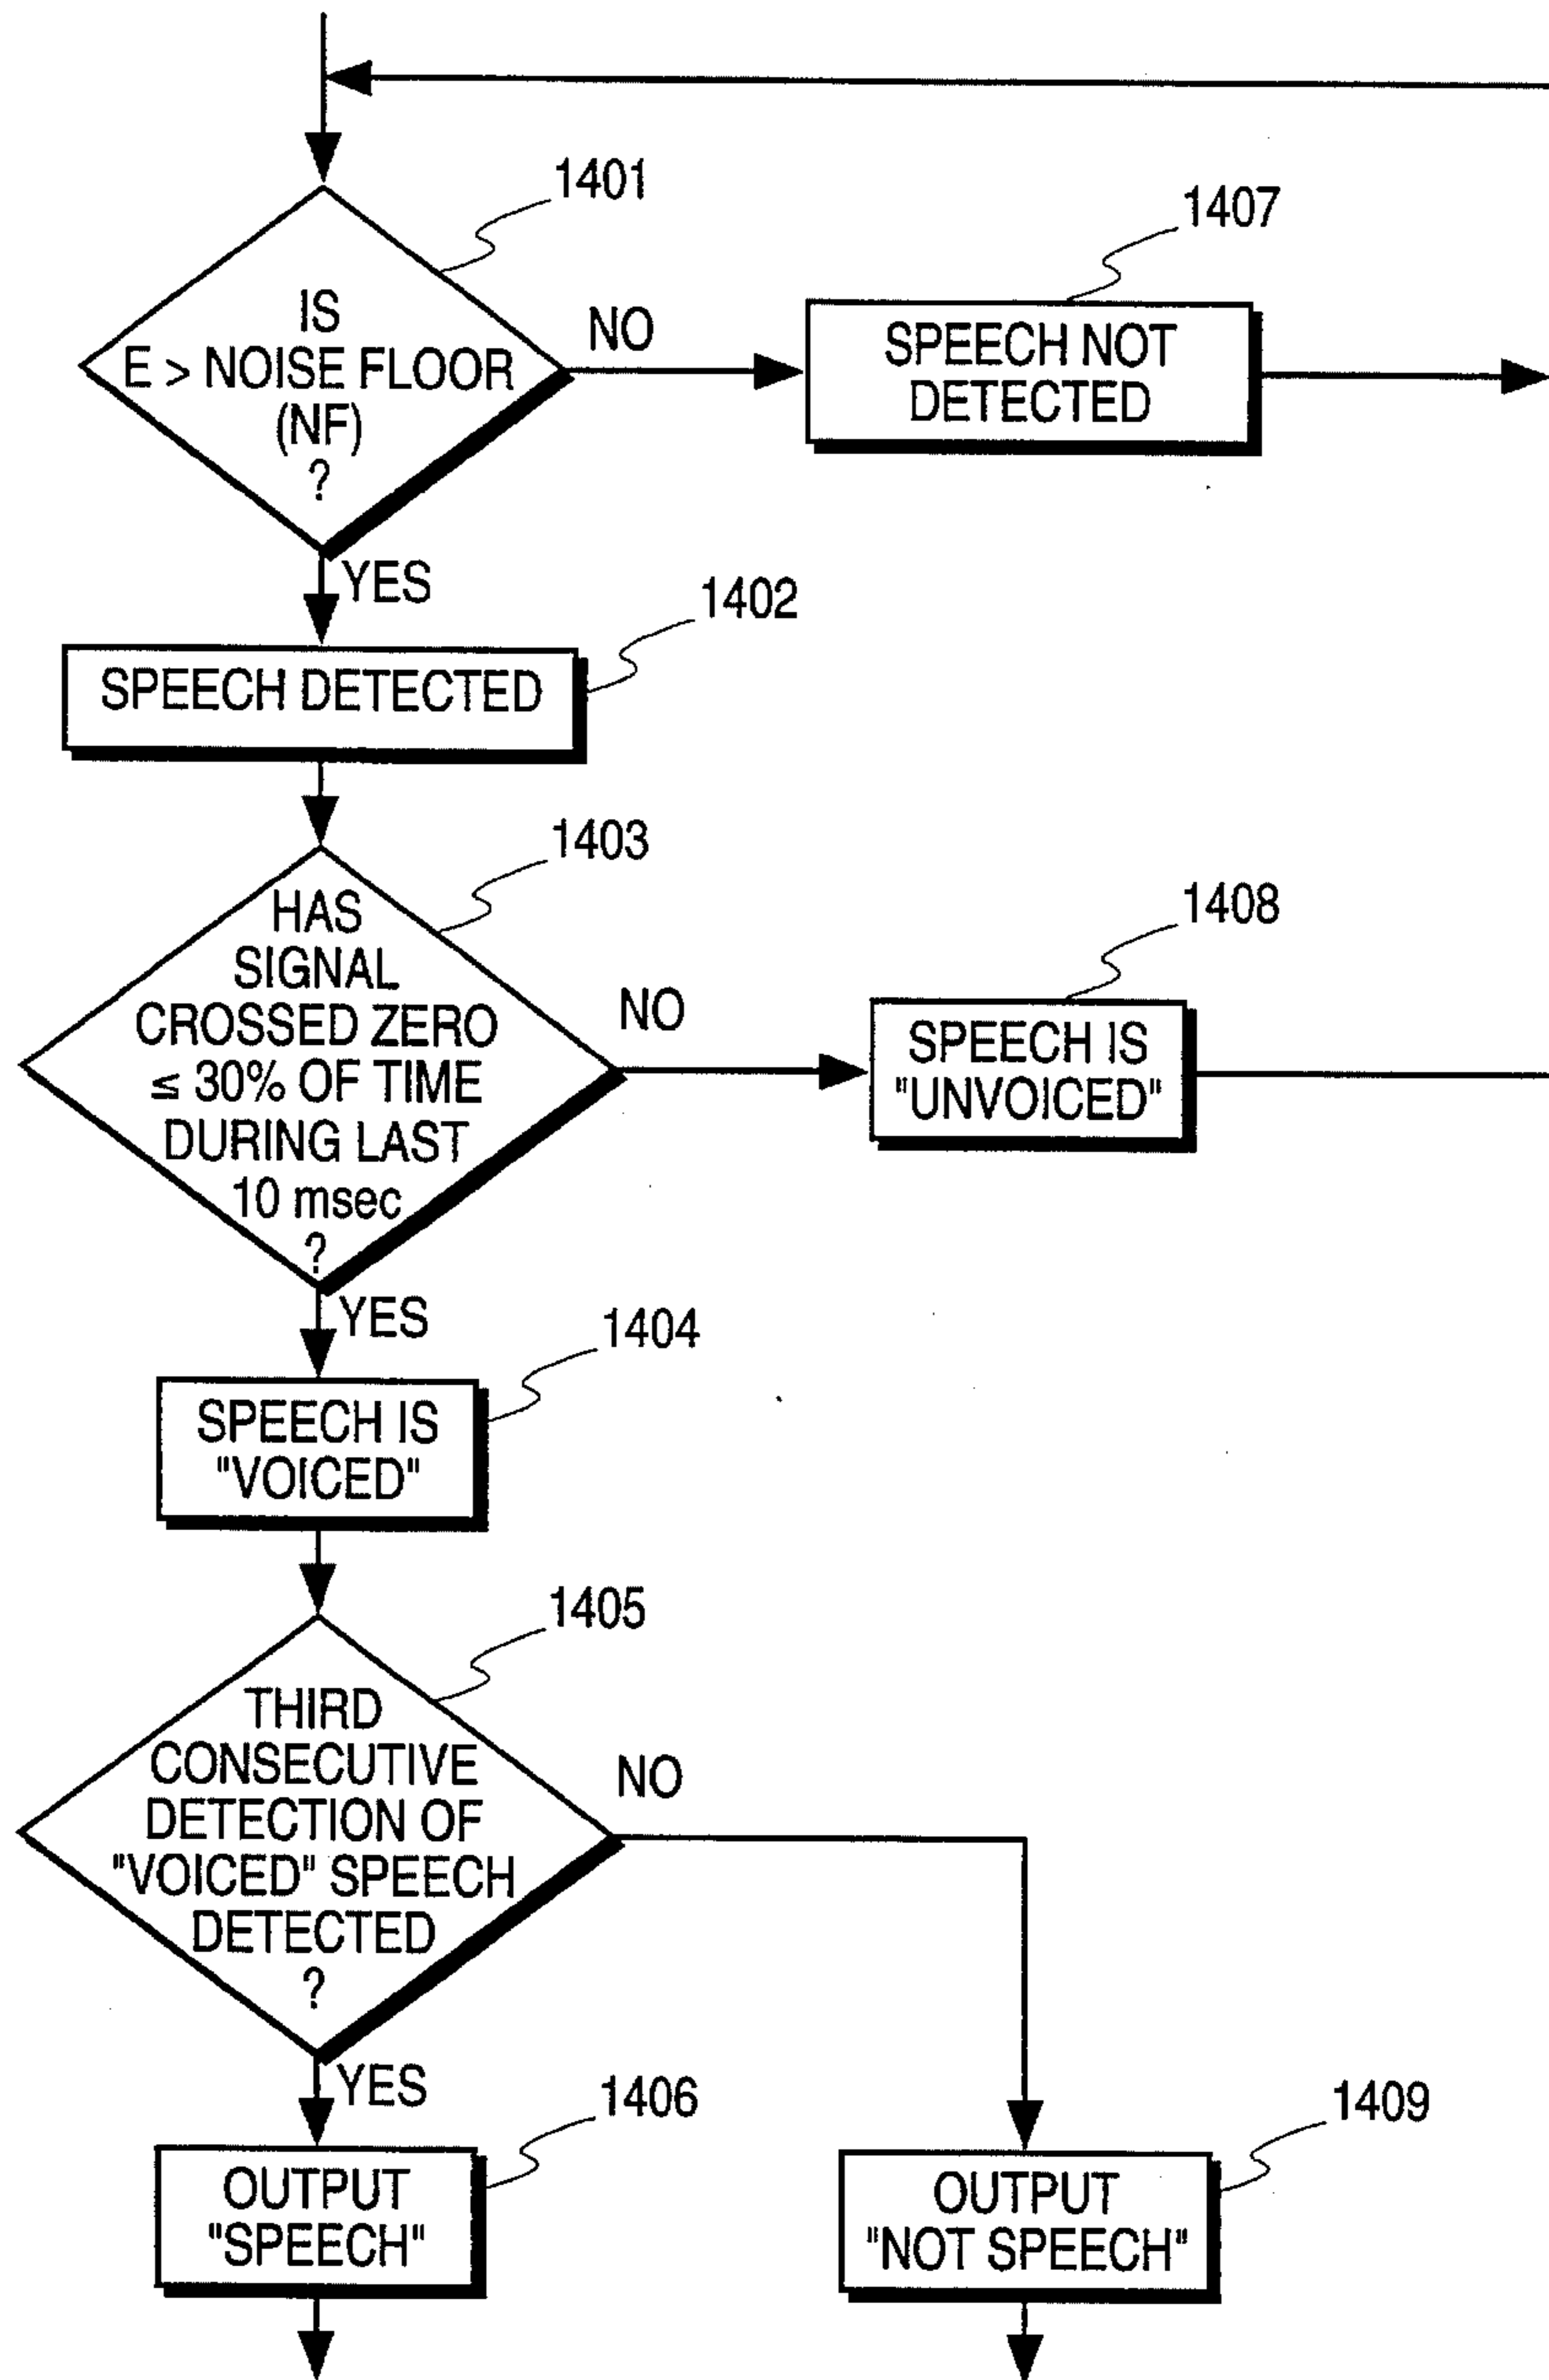 1401
IS
E > NOISE FLOOR
(NF)
?
NO
1407
SPEECH NOT
DETECTED
YES
1402
SPEECH DETECTED
1403
HAS
SIGNAL
CROSSED ZERO
≤ 30% OF TIME
DURING LAST
10 msec
?
NO
1408
SPEECH IS
"UNVOICED"
YES
1404
SPEECH IS
"VOICED"
1405
THIRD
CONSECUTIVE
DETECTION OF
"VOICED" SPEECH
DETECTED
?
NO
YES
1406
OUTPUT
"SPEECH"
1409
OUTPUT
"NOT SPEECH"